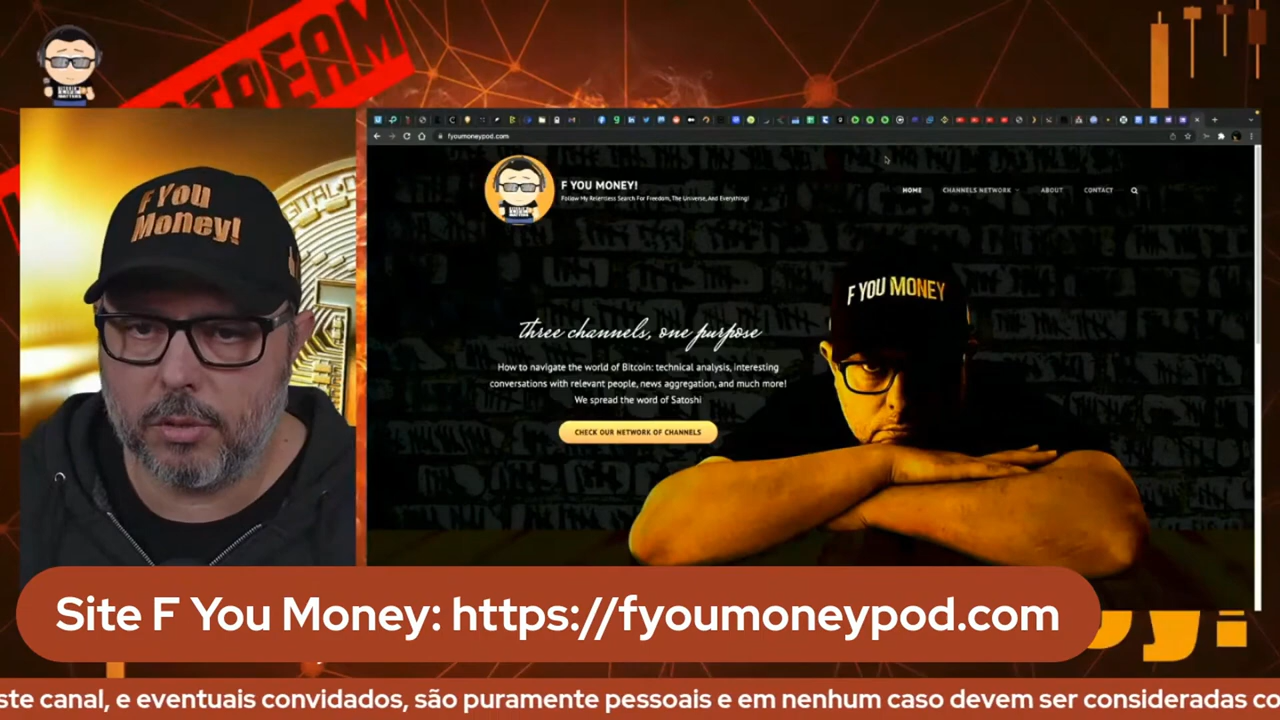 STREAM
F You
Money!
BITCOIN
MATTERS
DIGITAL
fyoumoneypod.com
F YOU MONEY!
Follow My Relentless Search For Freedom, The Universe, And Everything!
HOME
CHANNELS NETWORK
ABOUT
CONTACT
F YOU MONEY
Three channels, one purpose
How to navigate the world of Bitcoin: technical analysis, interesting
conversations with relevant people, news aggregation, and much more!
We spread the word of Satoshi
CHECK OUR NETWORK OF CHANNELS
Site F You Money: https://fyoumoneypod.com
ste canal, e eventuais convidados, são puramente pessoais e em nenhum caso devem ser consideradas co